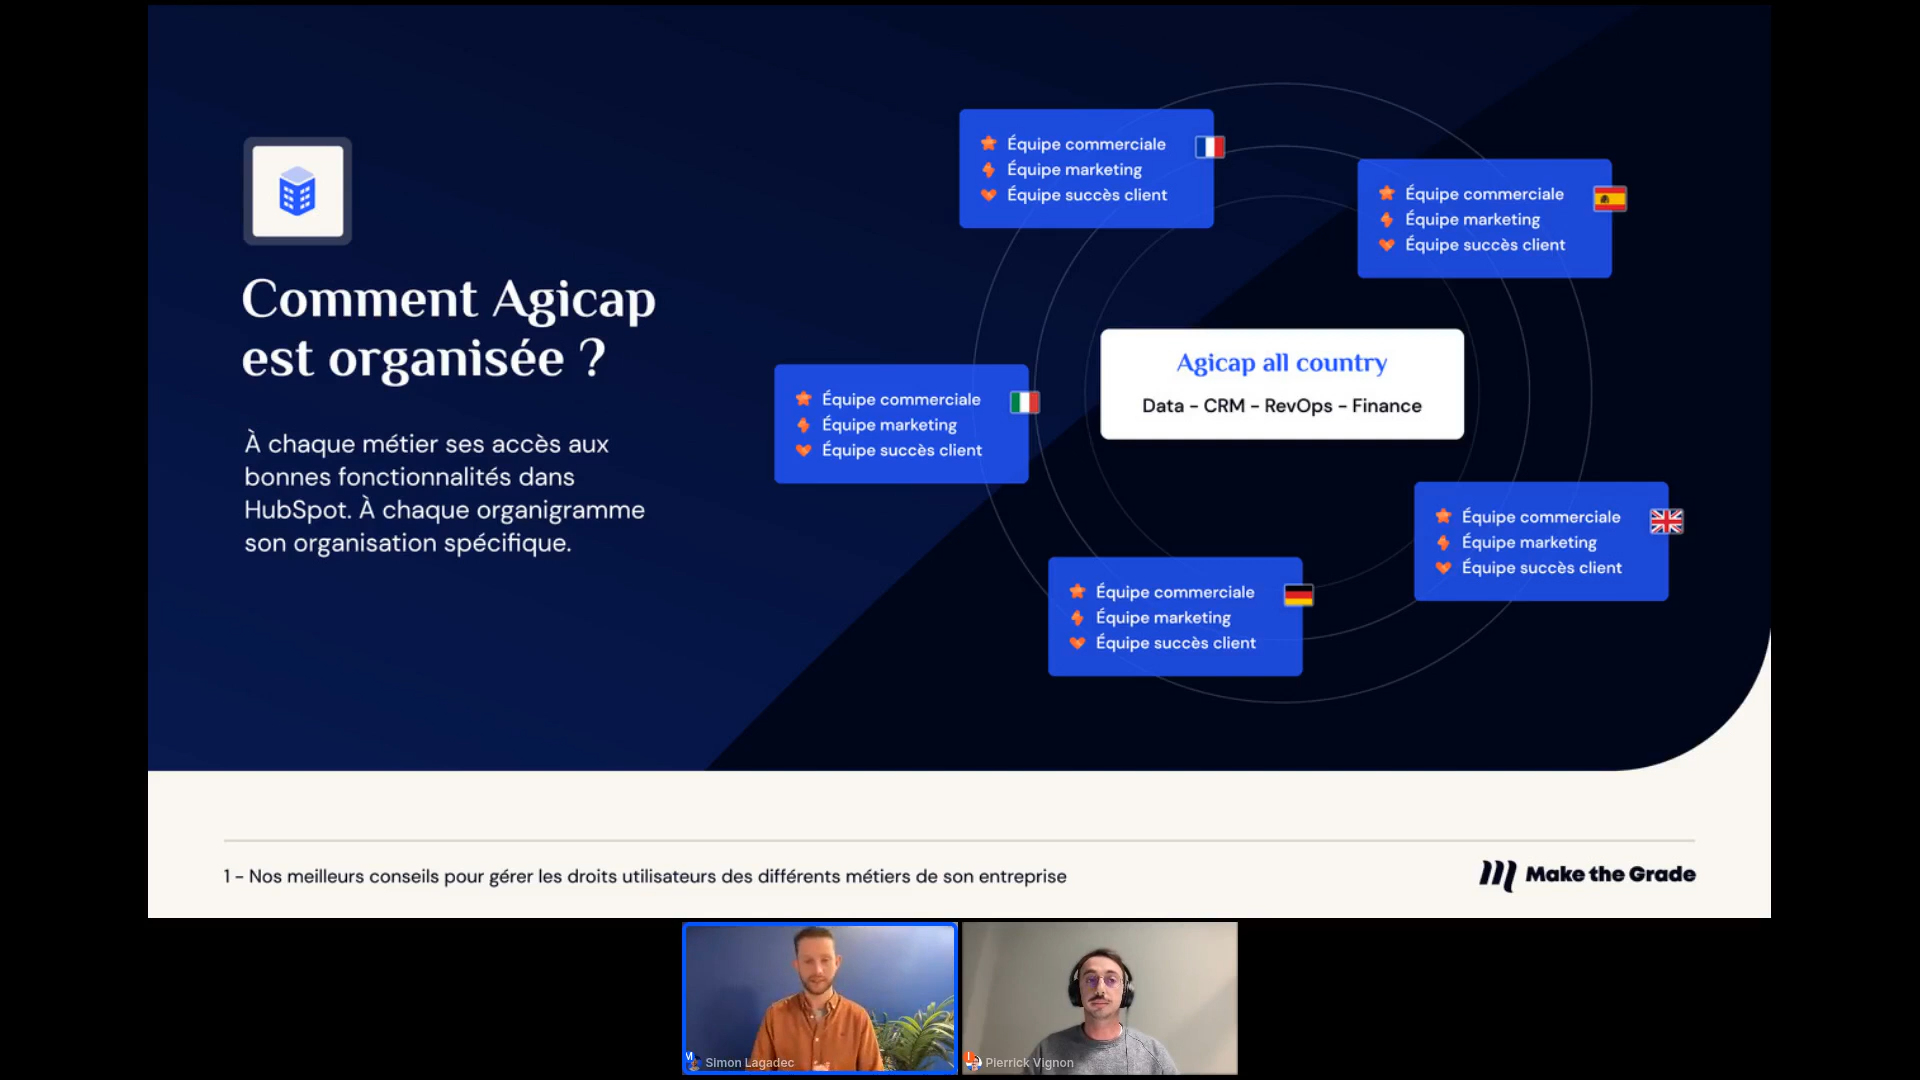 Comment Agicap
est organisée ?
À chaque métier ses accès aux
bonnes fonctionnalités dans
HubSpot. À chaque organigramme
son organisation spécifique.
Équipe commerciale
Équipe marketing
Équipe succès client
Équipe commerciale
Équipe marketing
Équipe succès client
Agicap all country
Data - CRM - RevOps - Finance
Équipe commerciale
Équipe marketing
Équipe succès client
Équipe commerciale
Équipe marketing
Équipe succès client
Équipe commerciale
Équipe marketing
Équipe succès client
1 - Nos meilleurs conseils pour gérer les droits utilisateurs des différents métiers de son entreprise
Make the Grade
Simon Lagadec
Pierrick Vignon